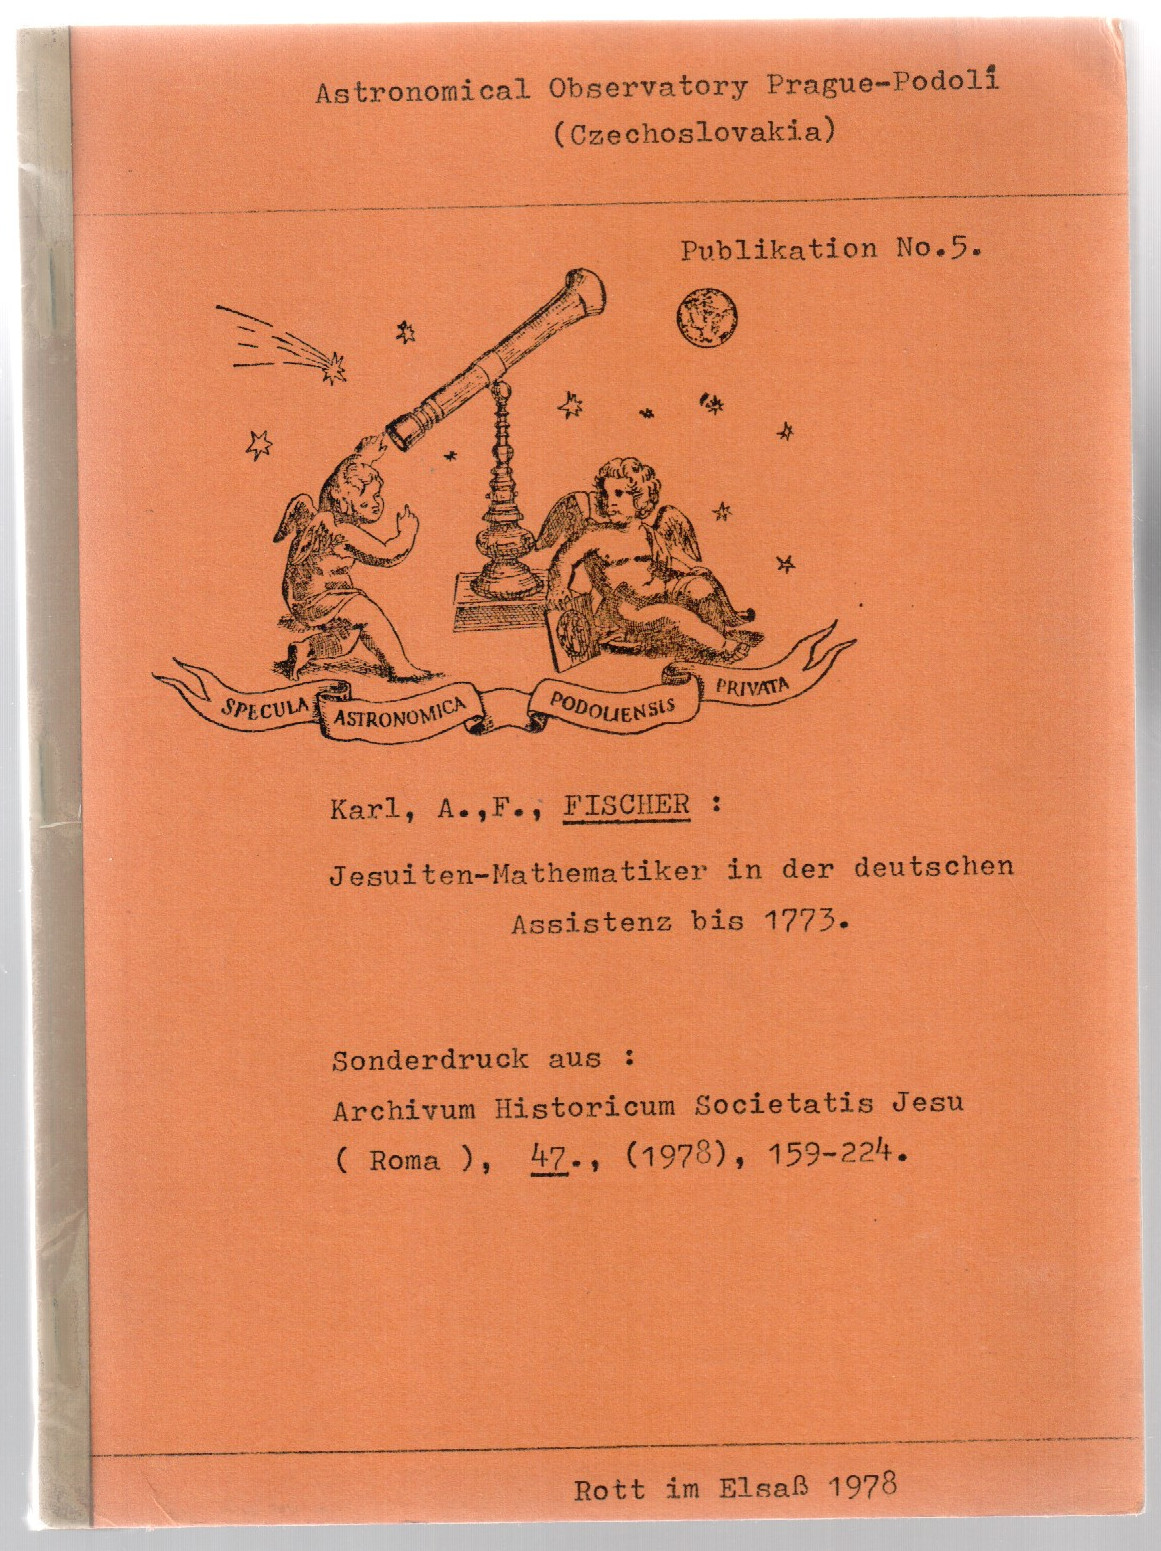 Astronomical Observatory Prague-Podolí
(Czechoslovakia)
Publikation No.5.
SPECULA ASTRONOMICA PODOLIENSIS PRIVATA
Karl, A.,F., FISCHER :
Jesuiten-Mathematiker in der deutschen
Assistenz bis 1773.
Sonderdruck aus :
Archivum Historicum Societatis Jesu
( Roma ), 47., (1978), 159-224.
Rott im Elsaß 1978